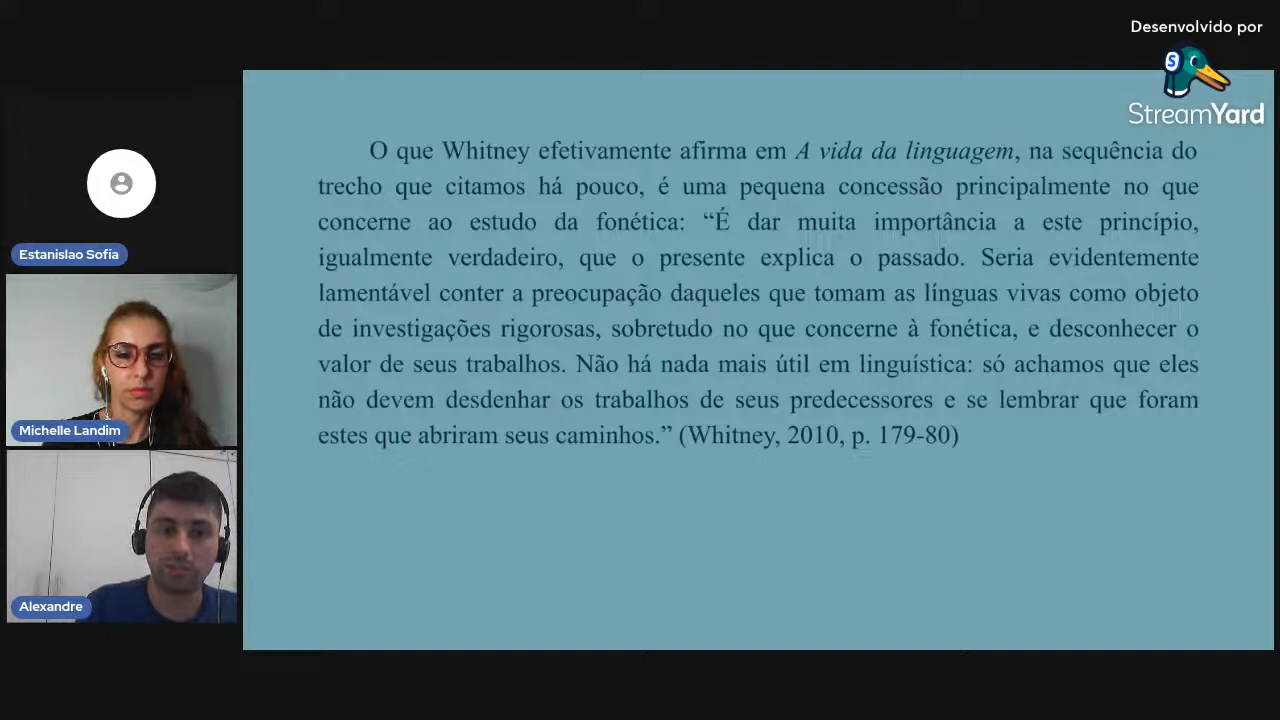 Desenvolvido por
StreamYard
O que Whitney efetivamente afirma em A vida da linguagem, na sequência do
trecho que citamos há pouco, é uma pequena concessão principalmente no que
concerne ao estudo da fonética: “É dar muita importância a este princípio,
igualmente verdadeiro, que o presente explica o passado. Seria evidentemente
lamentável conter a preocupação daqueles que tomam as línguas vivas como objeto
de investigações rigorosas, sobretudo no que concerne à fonética, e desconhecer o
valor de seus trabalhos. Não há nada mais útil em linguística: só achamos que eles
não devem desdenhar os trabalhos de seus predecessores e se lembrar que foram
estes que abriram seus caminhos.” (Whitney, 2010, p. 179-80)
Estanislao Sofía
Michelle Landim
Alexandre